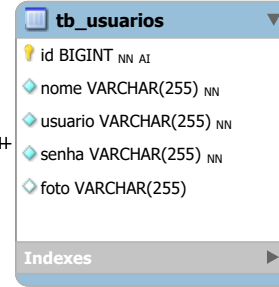 tb_usuarios
id BIGINT NN AI
nome VARCHAR(255) NN
usuario VARCHAR(255) NN
senha VARCHAR(255) NN
foto VARCHAR(255)
Indexes